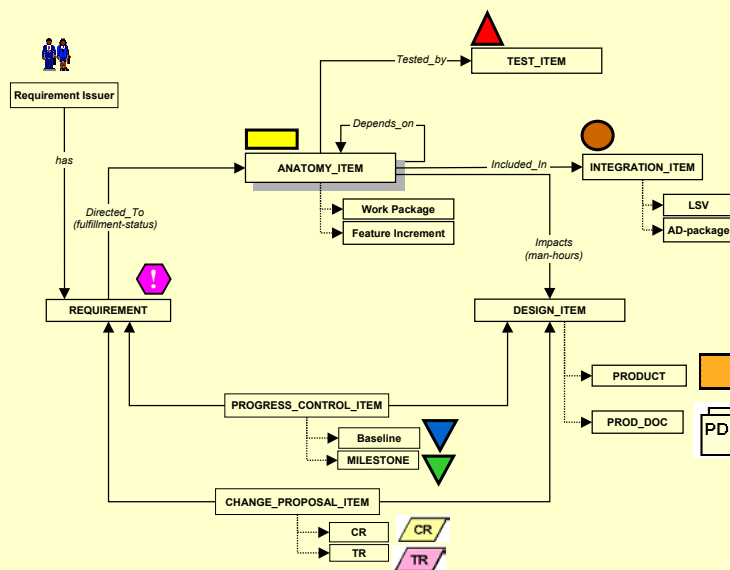 Tested_by
TEST_ITEM
Requirement Issuer
Depends_on
has
ANATOMY_ITEM
Included_In
INTEGRATION_ITEM
Work Package
LSV
Directed_To
(fulfillment-status)
Feature Increment
AD-package
Impacts
(man-hours)
!
REQUIREMENT
DESIGN_ITEM
PRODUCT
PROGRESS_CONTROL_ITEM
PROD_DOC
PD
Baseline
MILESTONE
CHANGE_PROPOSAL_ITEM
CR
CR
TR
TR